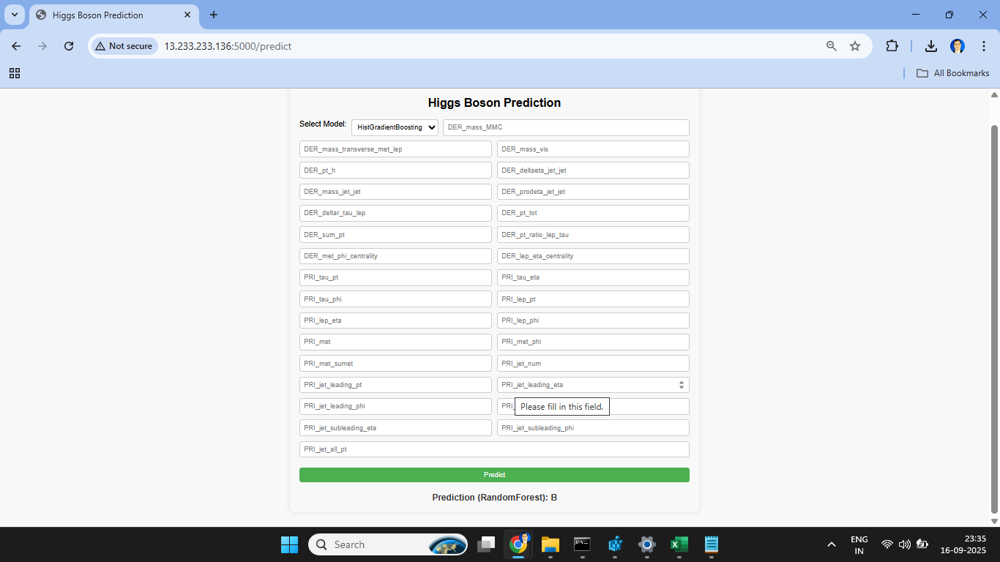 Higgs Boson Prediction
Not secure 13.233.233.136:5000/predict
All Bookmarks
Higgs Boson Prediction
Select Model: HistGradientBoosting DER_mass_MMC
DER_mass_transverse_met_lep DER_mass_vis
DER_pt_h DER_deltaeta_jet_jet
DER_mass_jet_jet DER_prodeta_jet_jet
DER_deltar_tau_lep DER_pt_tot
DER_sum_pt DER_pt_ratio_lep_tau
DER_met_phi_centrality DER_lep_eta_centrality
PRI_tau_pt PRI_tau_eta
PRI_tau_phi PRI_lep_pt
PRI_lep_eta PRI_lep_phi
PRI_met PRI_met_phi
PRI_met_sumet PRI_jet_num
PRI_jet_leading_pt PRI_jet_leading_eta
PRI_jet_leading_phi PRI_ Please fill in this field.
PRI_jet_subleading_eta PRI_jet_subleading_phi
PRI_jet_all_pt
Predict
Prediction (RandomForest): B
Search
ENG
IN
23:35
16-09-2025